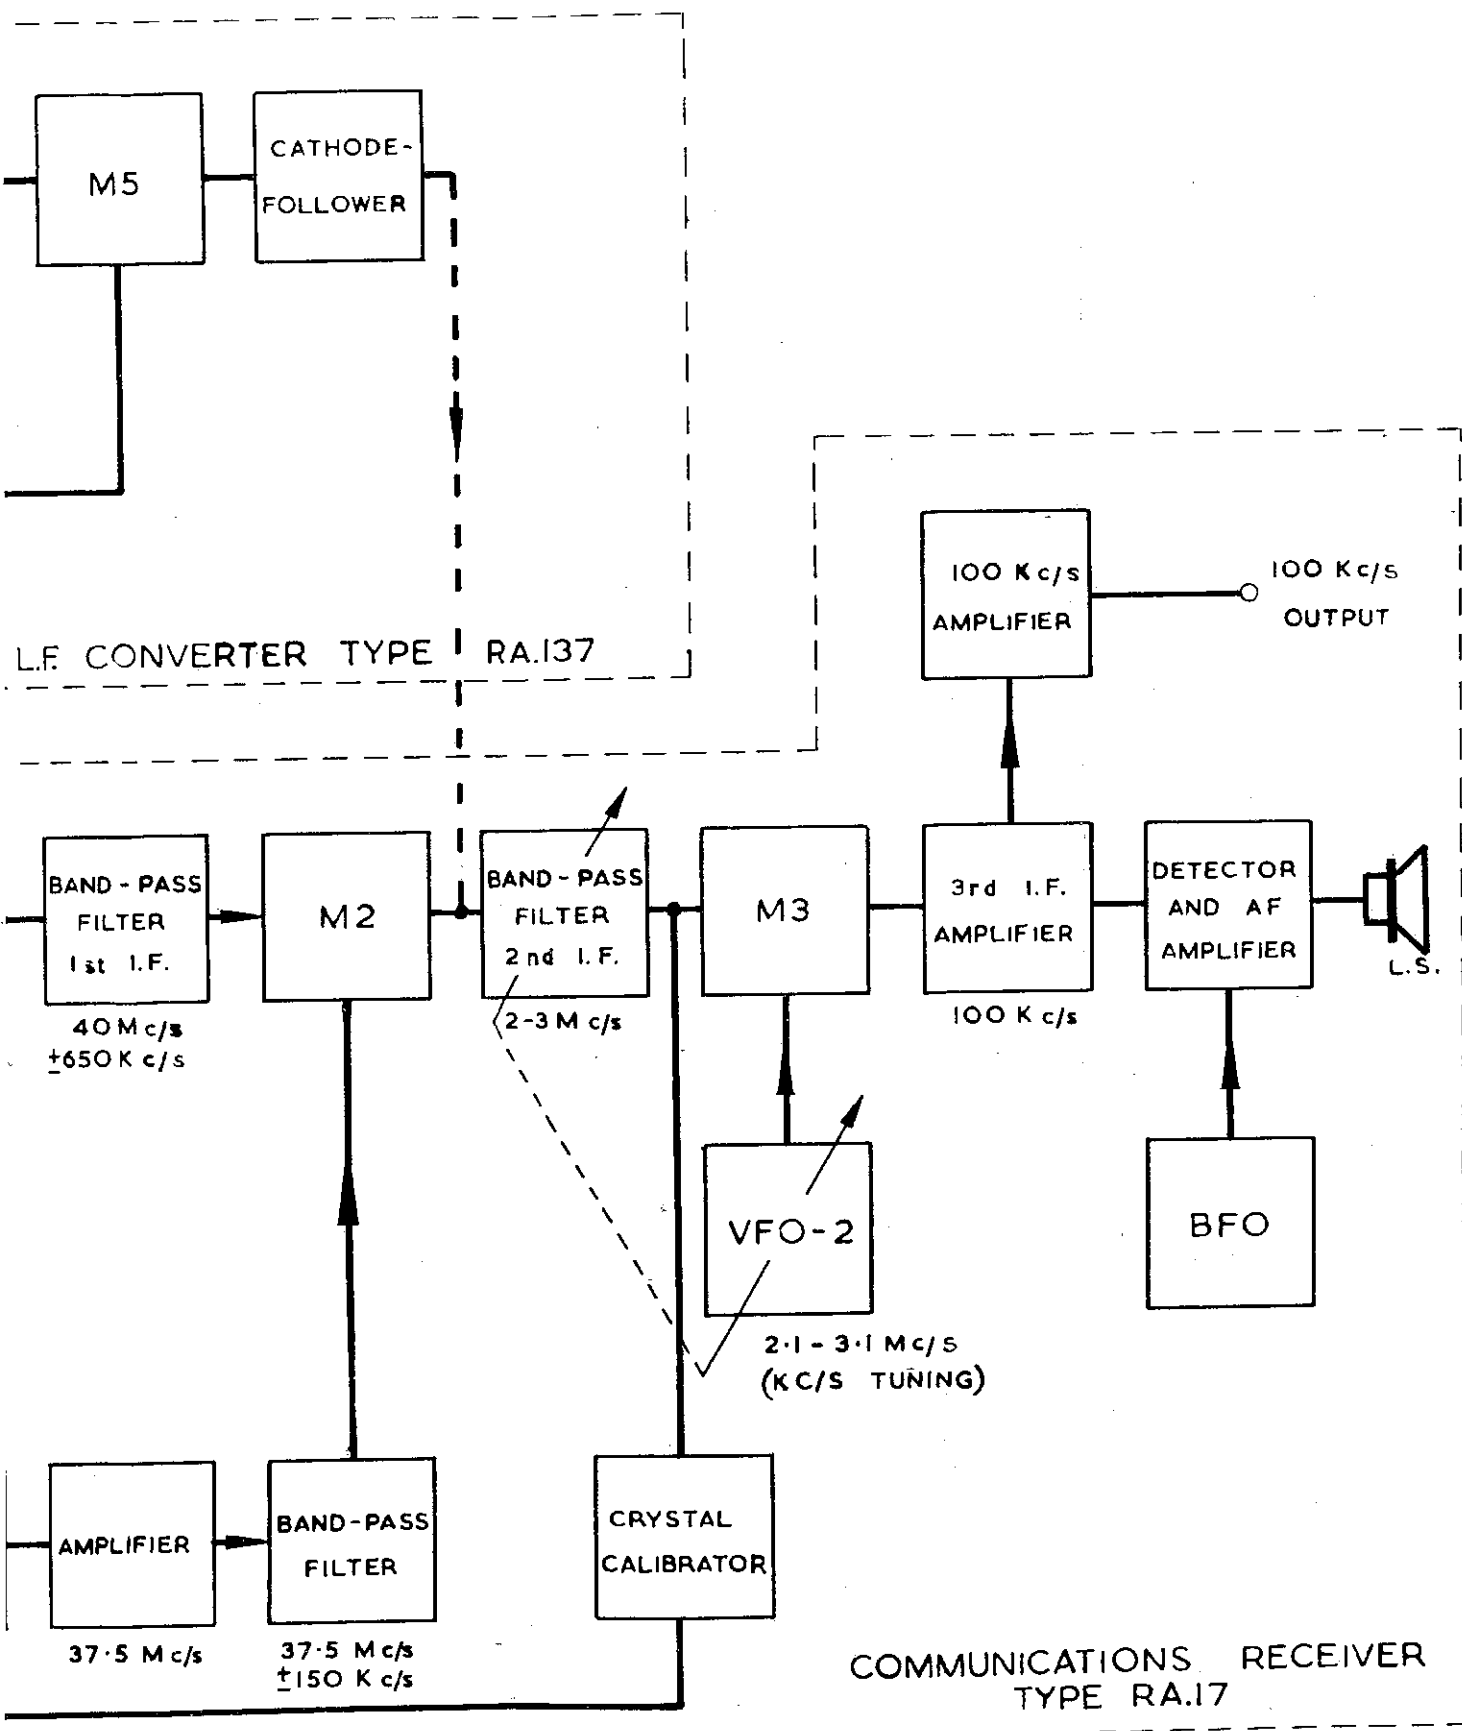 M5
CATHODE-
FOLLOWER
L.F. CONVERTER TYPE RA.137
100 Kc/s
AMPLIFIER
100 Kc/s
OUTPUT
BAND-PASS
FILTER
1st I.F.
40 Mc/s
±650 Kc/s
M2
BAND-PASS
FILTER
2nd I.F.
2-3 Mc/s
M3
3rd I.F.
AMPLIFIER
100 Kc/s
DETECTOR
AND AF
AMPLIFIER
L.S.
VFO-2
2·1 - 3·1 Mc/s
(KC/S TUNING)
BFO
AMPLIFIER
37·5 Mc/s
BAND-PASS
FILTER
37·5 Mc/s
±150 Kc/s
CRYSTAL
CALIBRATOR
COMMUNICATIONS RECEIVER
TYPE RA.17